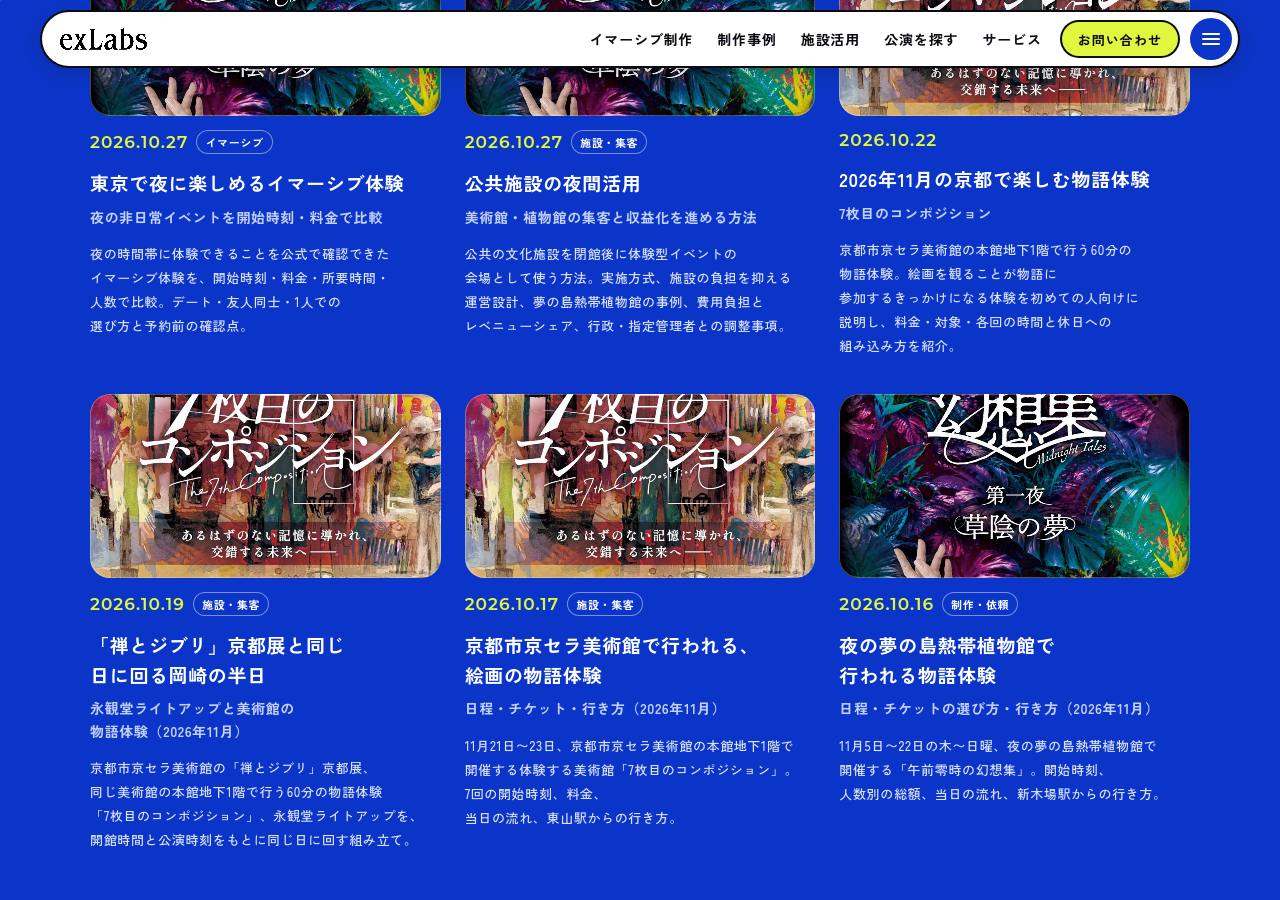 exLabs
イマーシブ制作
制作事例
施設活用
公演を探す
サービス
お問い合わせ
草陰の夢
草陰の夢
あるはずのない記憶に導かれ、
交錯する未来へ――
2026.10.27 イマーシブ
東京で夜に楽しめるイマーシブ体験
夜の非日常イベントを開始時刻・料金で比較
夜の時間帯に体験できることを公式で確認できた
イマーシブ体験を、開始時刻・料金・所要時間・
人数で比較。デート・友人同士・1人での
選び方と予約前の確認点。
2026.10.27 施設・集客
公共施設の夜間活用
美術館・植物館の集客と収益化を進める方法
公共の文化施設を閉館後に体験型イベントの
会場として使う方法。実施方式、施設の負担を抑える
運営設計、夢の島熱帯植物館の事例、費用負担と
レベニューシェア、行政・指定管理者との調整事項。
2026.10.22
2026年11月の京都で楽しむ物語体験
7枚目のコンポジション
京都市京セラ美術館の本館地下1階で行う60分の
物語体験。絵画を観ることが物語に
参加するきっかけになる体験を初めての人向けに
説明し、料金・対象・各回の時間と休日への
組み込み方を紹介。
7枚目の
コンポジション
The 7th Composition
あるはずのない記憶に導かれ、
交錯する未来へ――
2026.10.19 施設・集客
「禅とジブリ」京都展と同じ
日に回る岡崎の半日
永観堂ライトアップと美術館の
物語体験（2026年11月）
京都市京セラ美術館の「禅とジブリ」京都展、
同じ美術館の本館地下1階で行う60分の物語体験
「7枚目のコンポジション」、永観堂ライトアップを、
開館時間と公演時刻をもとに同じ日に回す組み立て。
7枚目の
コンポジション
The 7th Composition
あるはずのない記憶に導かれ、
交錯する未来へ――
2026.10.17 施設・集客
京都市京セラ美術館で行われる、
絵画の物語体験
日程・チケット・行き方（2026年11月）
11月21日〜23日、京都市京セラ美術館の本館地下1階で
開催する体験する美術館「7枚目のコンポジション」。
7回の開始時刻、料金、
当日の流れ、東山駅からの行き方。
幻想集
Midnight Tales
第一夜
草陰の夢
2026.10.16 制作・依頼
夜の夢の島熱帯植物館で
行われる物語体験
日程・チケットの選び方・行き方（2026年11月）
11月5日〜22日の木〜日曜、夜の夢の島熱帯植物館で
開催する「午前零時の幻想集」。開始時刻、
人数別の総額、当日の流れ、新木場駅からの行き方。